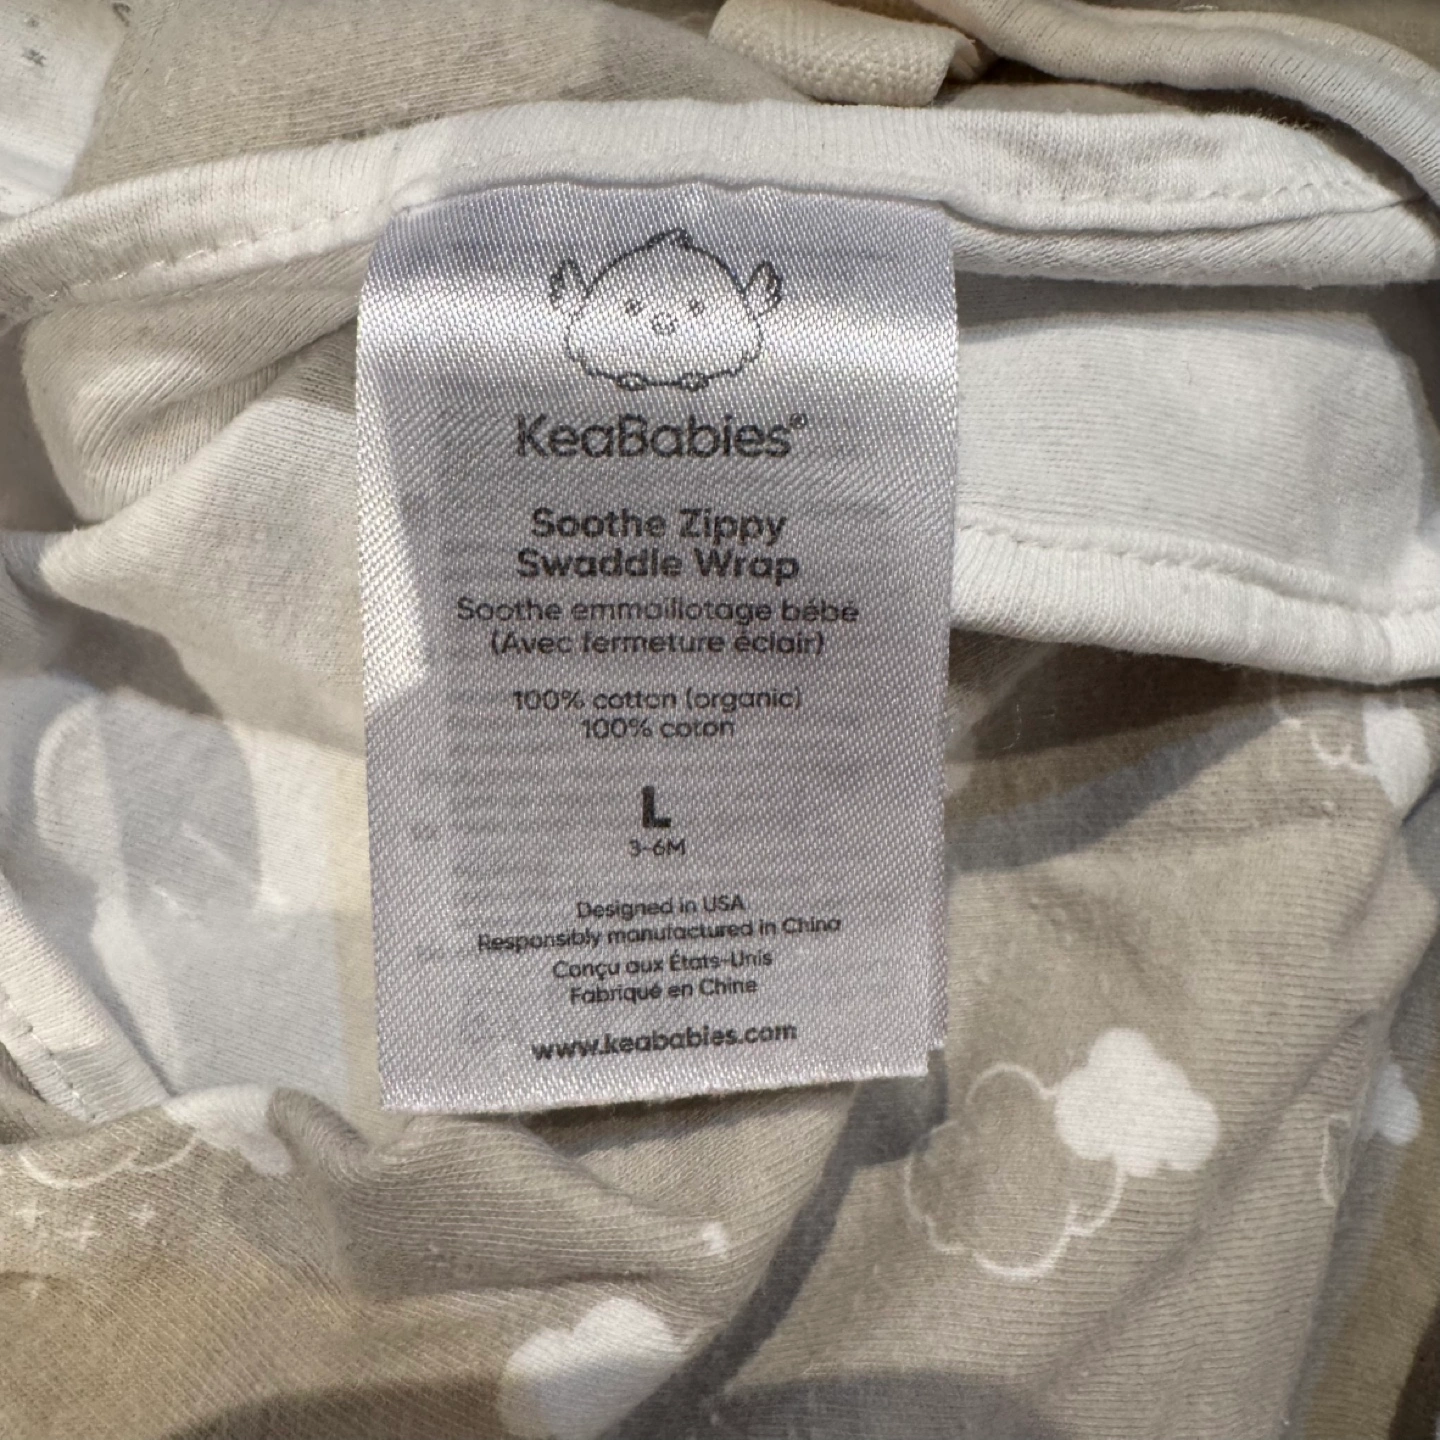 KeaBabies®
Soothe Zippy
Swaddle Wrap
Soothe emmaillotage bébé
(Avec fermeture éclair)
100% cotton (organic)
100% coton
L
3-6M
Designed in USA
Responsibly manufactured in China
Conçu aux États-Unis
Fabriqué en Chine
www.keababies.com